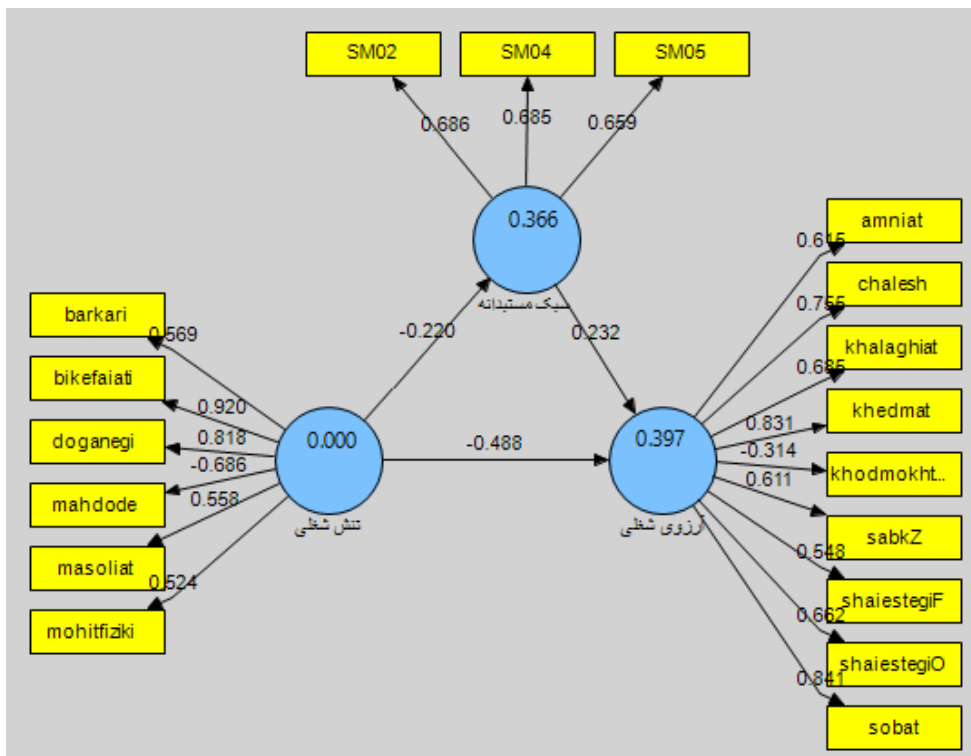 SM02
SM04
SM05
0.686
0.685
0.659
0.366
سبک مستبدانه
-0.220
0.232
barkari
bikefaiati
doganegi
mahdode
masoliat
mohitfiziki
0.569
0.920
0.818
-0.686
0.558
0.524
0.000
تنش شغلی
-0.488
0.397
آرزوی شغلی
0.615
0.755
0.685
0.831
-0.314
0.611
0.548
0.662
0.841
amniat
chalesh
khalaghiat
khedmat
khodmokht...
sabkZ
shaiestegiF
shaiestegiO
sobat